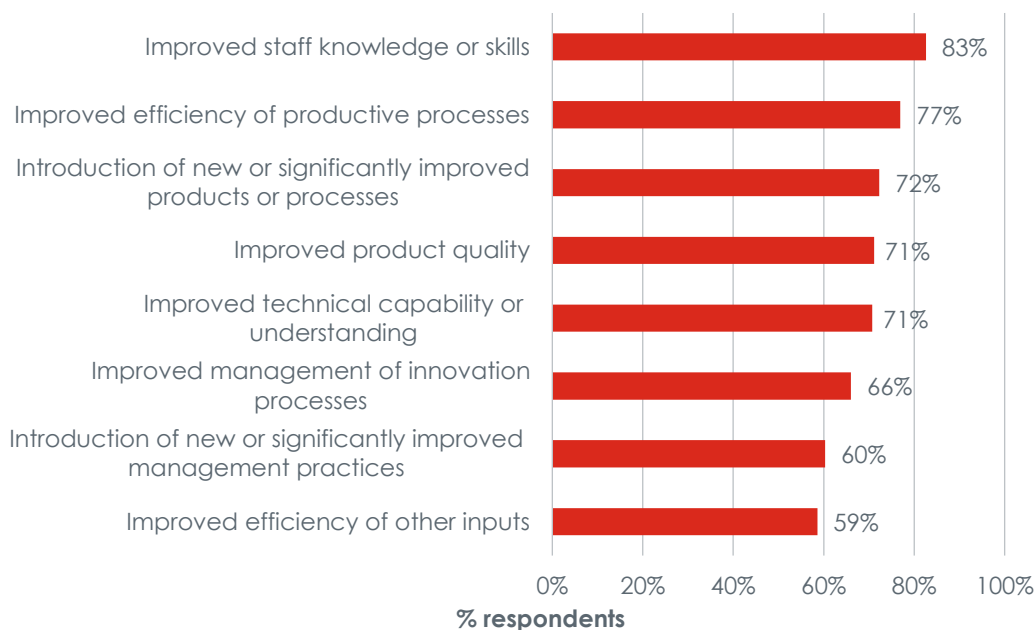 Improved staff knowledge or skills
83%
Improved efficiency of productive processes
77%
Introduction of new or significantly improved
products or processes
72%
Improved product quality
71%
Improved technical capability or
understanding
71%
Improved management of innovation
processes
66%
Introduction of new or significantly improved
management practices
60%
Improved efficiency of other inputs
59%
0% 20% 40% 60% 80% 100%
% respondents